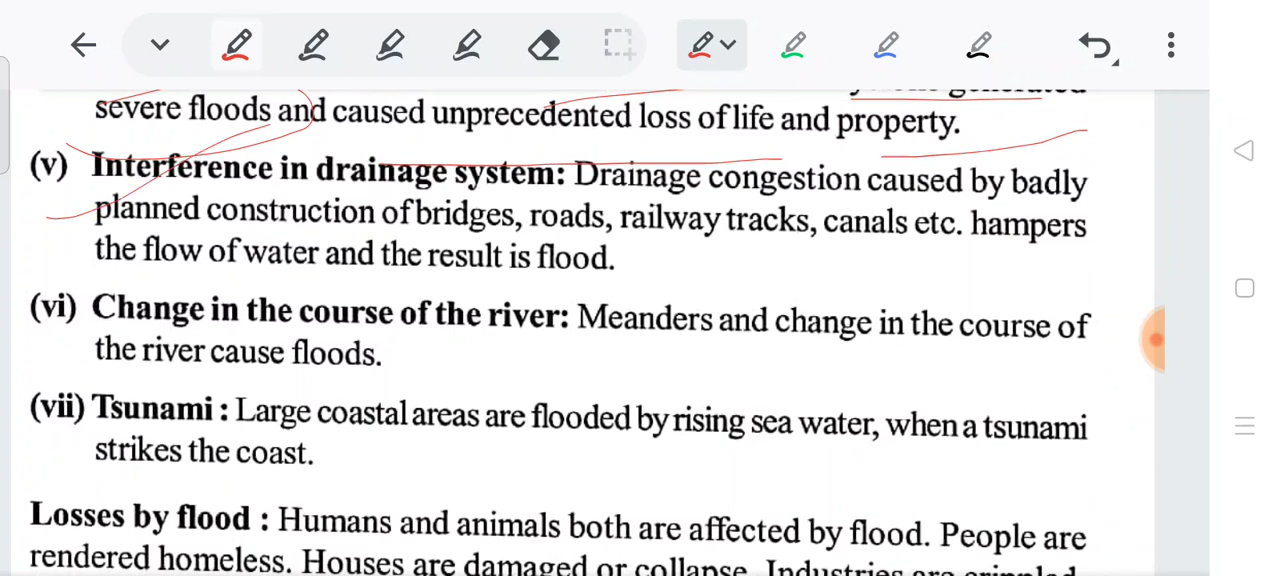 severe floods and caused unprecedented loss of life and property.
(v) Interference in drainage system: Drainage congestion caused by badly
planned construction of bridges, roads, railway tracks, canals etc. hampers
the flow of water and the result is flood.
(vi) Change in the course of the river: Meanders and change in the course of
the river cause floods.
(vii) Tsunami : Large coastal areas are flooded by rising sea water, when a tsunami
strikes the coast.
Losses by flood : Humans and animals both are affected by flood. People are
rendered homeless. Houses are damaged or collapse. Industries are crippled